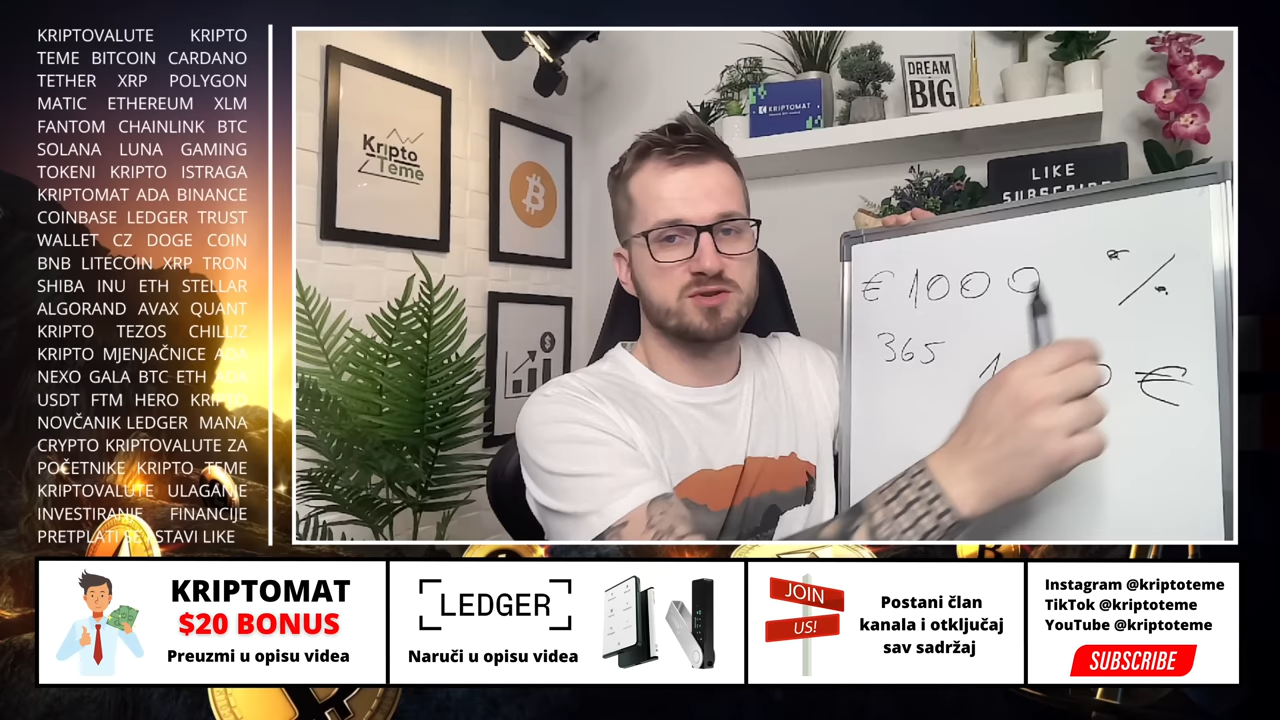 KRIPTOVALUTE KRIPTO
TEME BITCOIN CARDANO
TETHER XRP POLYGON
MATIC ETHEREUM XLM
FANTOM CHAINLINK BTC
SOLANA LUNA GAMING
TOKENI KRIPTO ISTRAGA
KRIPTOMAT ADA BINANCE
COINBASE LEDGER TRUST
WALLET CZ DOGE COIN
BNB LITECOIN XRP TRON
SHIBA INU ETH STELLAR
ALGORAND AVAX QUANT
KRIPTO TEZOS CHILLIZ
KRIPTO MJENJAČNICE ADA
NEXO GALA BTC ETH ADA
USDT FTM HERO KRIPTO
NOVČANIK LEDGER MANA
CRYPTO KRIPTOVALUTE ZA
POČETNIKE KRIPTO TEME
KRIPTOVALUTE ULAGANJE
INVESTIRANJE FINANCIJE
PRETPLATI SE OSTAVI LIKE
Kripto
Teme
KRIPTOMAT
DREAM
BIG
LIKE
SUBSCRIBE
€ 1000 %
365
€
KRIPTOMAT
$20 BONUS
Preuzmi u opisu videa
LEDGER
Naruči u opisu videa
JOIN
US!
Postani član
kanala i otključaj
sav sadržaj
Instagram @kriptoteme
TikTok @kriptoteme
YouTube @kriptoteme
SUBSCRIBE